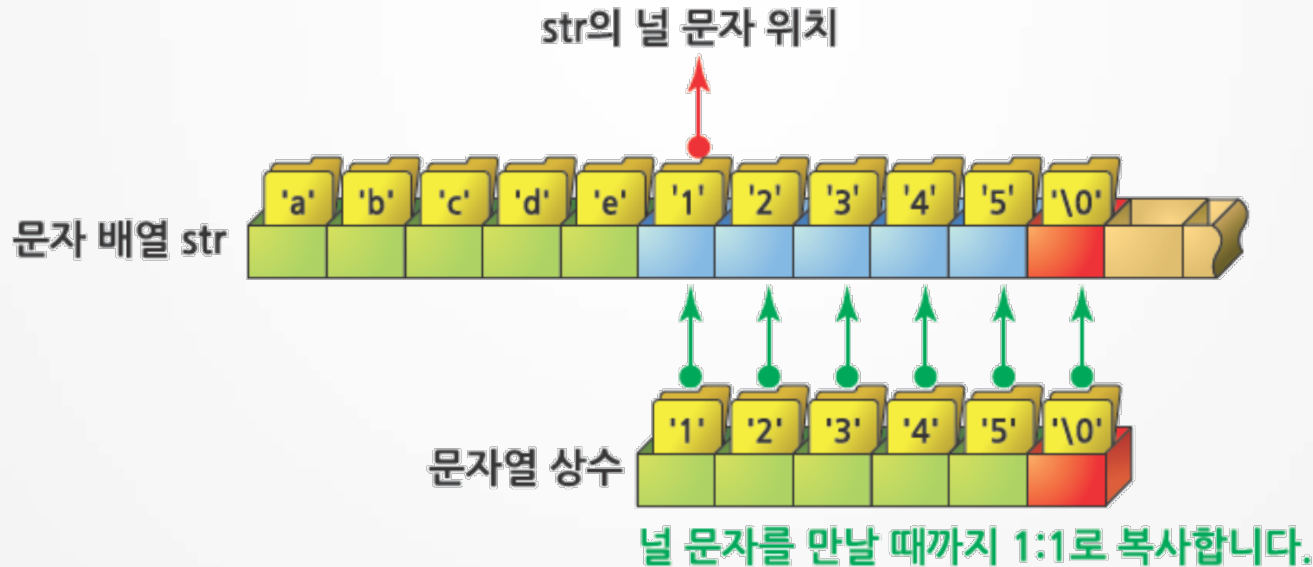 str의 널 문자 위치
'a' 'b' 'c' 'd' 'e' '1' '2' '3' '4' '5' '\0'
문자 배열 str
'1' '2' '3' '4' '5' '\0'
문자열 상수
널 문자를 만날 때까지 1:1로 복사합니다.